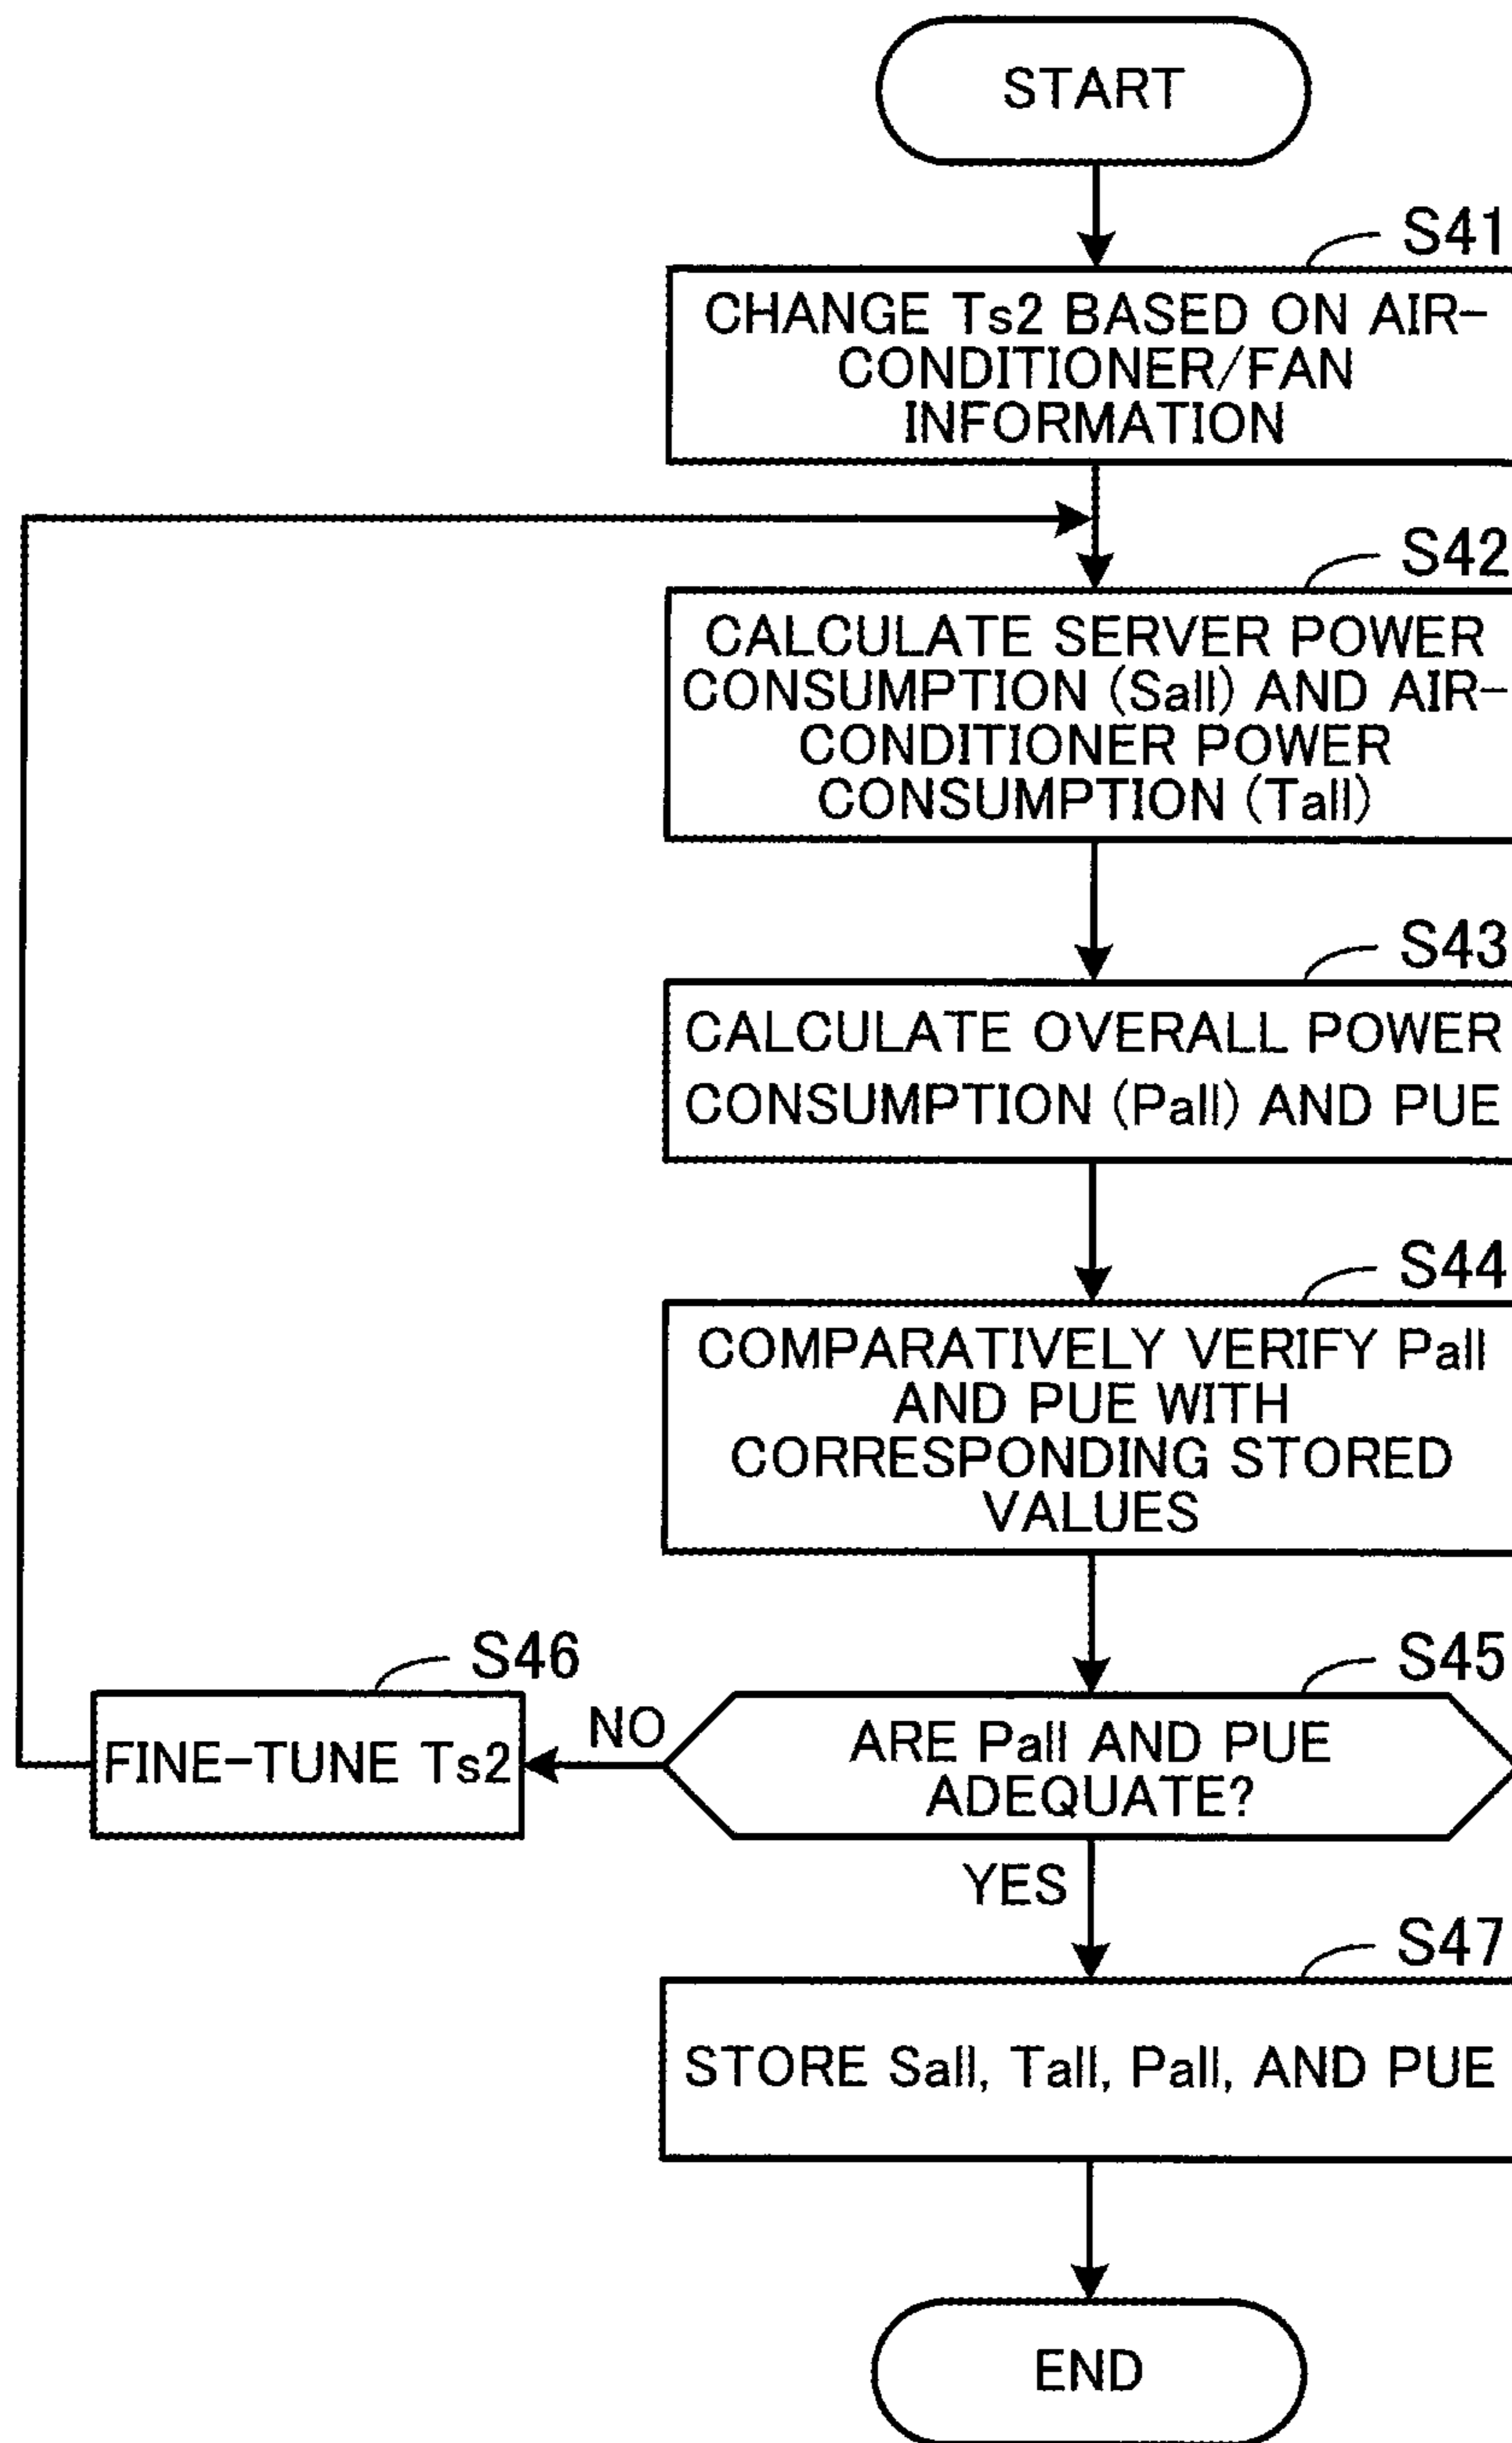 START
S41
CHANGE Ts2 BASED ON AIR-
CONDITIONER/FAN
INFORMATION
S42
CALCULATE SERVER POWER
CONSUMPTION (Sall) AND AIR-
CONDITIONER POWER
CONSUMPTION (Tall)
S43
CALCULATE OVERALL POWER
CONSUMPTION (Pall) AND PUE
S44
COMPARATIVELY VERIFY Pall
AND PUE WITH
CORRESPONDING STORED
VALUES
S46
FINE-TUNE Ts2
NO
S45
ARE Pall AND PUE
ADEQUATE?
YES
S47
STORE Sall, Tall, Pall, AND PUE
END